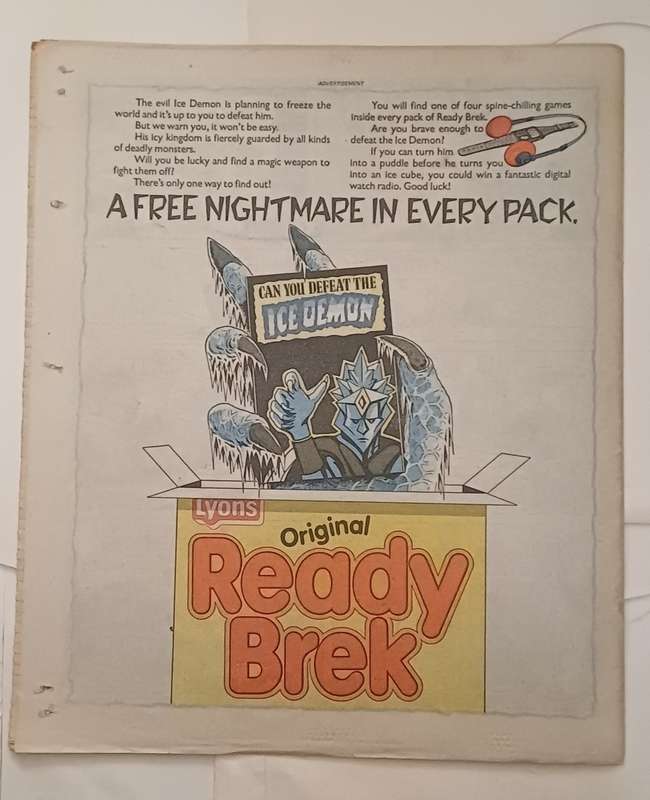 ADVERTISEMENT
The evil Ice Demon is planning to freeze the
world and it's up to you to defeat him.
But we warn you, it won't be easy.
His icy kingdom is fiercely guarded by all kinds
of deadly monsters.
Will you be lucky and find a magic weapon to
fight them off?
There's only one way to find out!
You will find one of four spine-chilling games
inside every pack of Ready Brek.
Are you brave enough to
defeat the Ice Demon?
If you can turn him
into a puddle before he turns you
into an ice cube, you could win a fantastic digital
watch radio. Good luck!
A FREE NIGHTMARE IN EVERY PACK.
CAN YOU DEFEAT THE
ICE DEMON
Lyons
Original
Ready
Brek